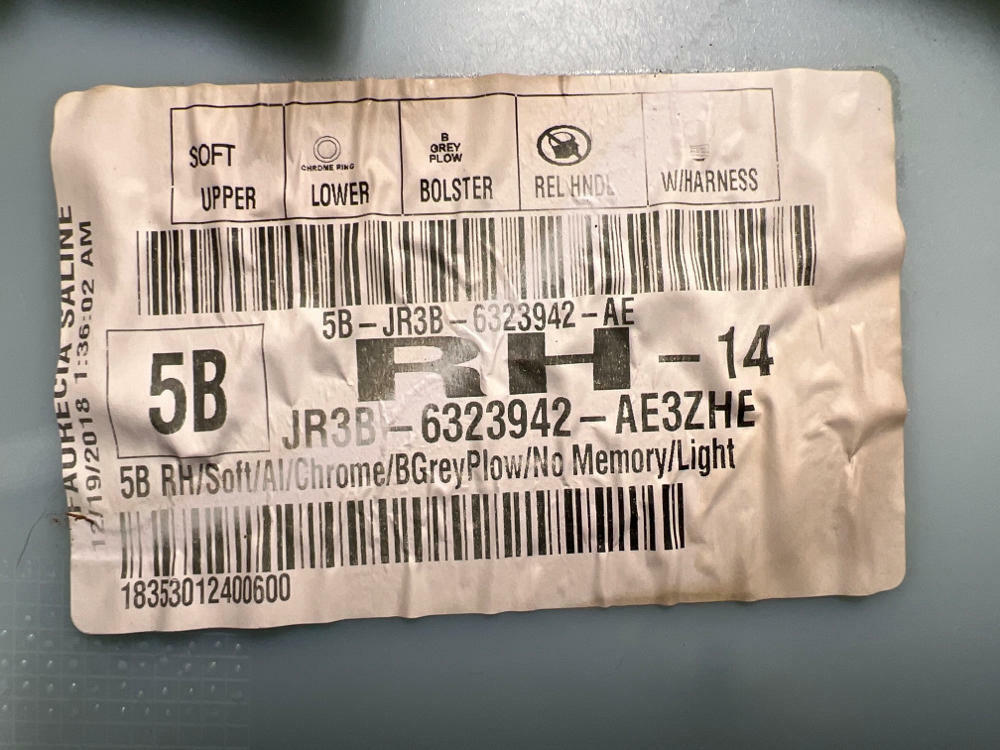 SOFT
UPPER
CHROME RING
LOWER
B
GREY
PLOW
BOLSTER
REL HNDL
W/HARNESS
5B-JR3B-6323942-AE
5B
RH-14
JR3B-6323942-AE3ZHE
5B RH/Soft/Al/Chrome/BGreyPlow/No Memory/Light
18353012400600
FAURECIA SALINE
12/19/2018 1:36:02 AM